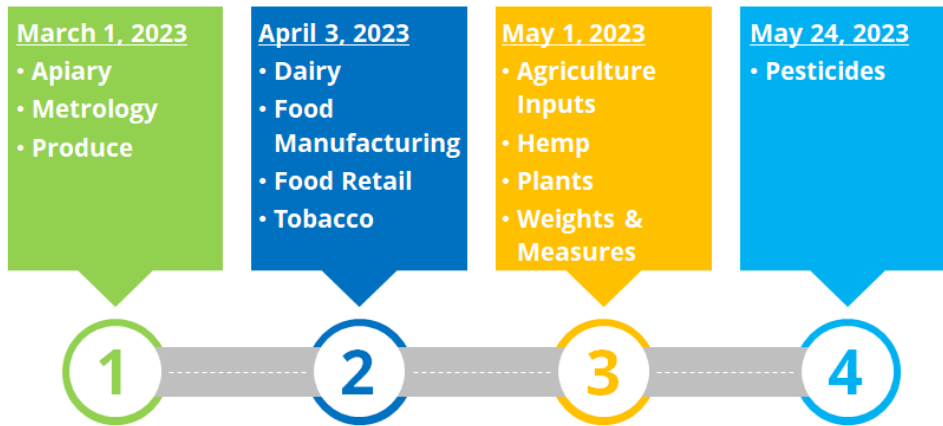 March 1, 2023
• Apiary
• Metrology
• Produce
April 3, 2023
• Dairy
• Food
Manufacturing
• Food Retail
• Tobacco
May 1, 2023
• Agriculture
Inputs
• Hemp
• Plants
• Weights &
Measures
May 24, 2023
• Pesticides
1
2
3
4